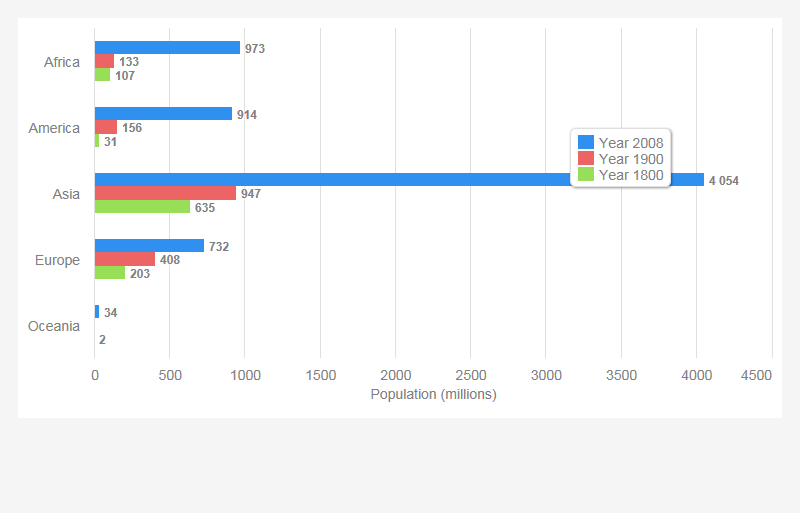 Africa
973
133
107
America
914
156
31
Year 2008
Year 1900
Year 1800
Asia
4 054
947
635
Europe
732
408
203
Oceania
34
2
0 500 1000 1500 2000 2500 3000 3500 4000 4500
Population (millions)